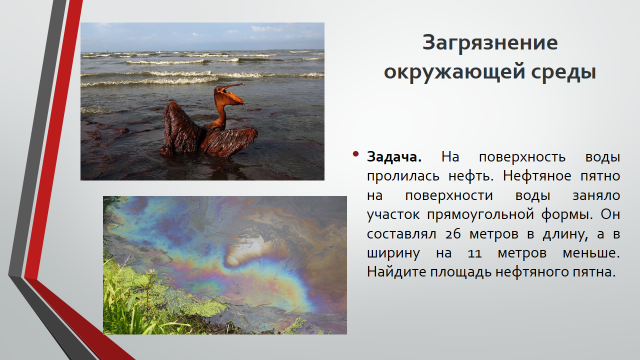 Загрязнение
окружающей среды
Задача. На поверхность воды
пролилась нефть. Нефтяное пятно
на поверхности воды заняло
участок прямоугольной формы. Он
составлял 26 метров в длину, а в
ширину на 11 метров меньше.
Найдите площадь нефтяного пятна.